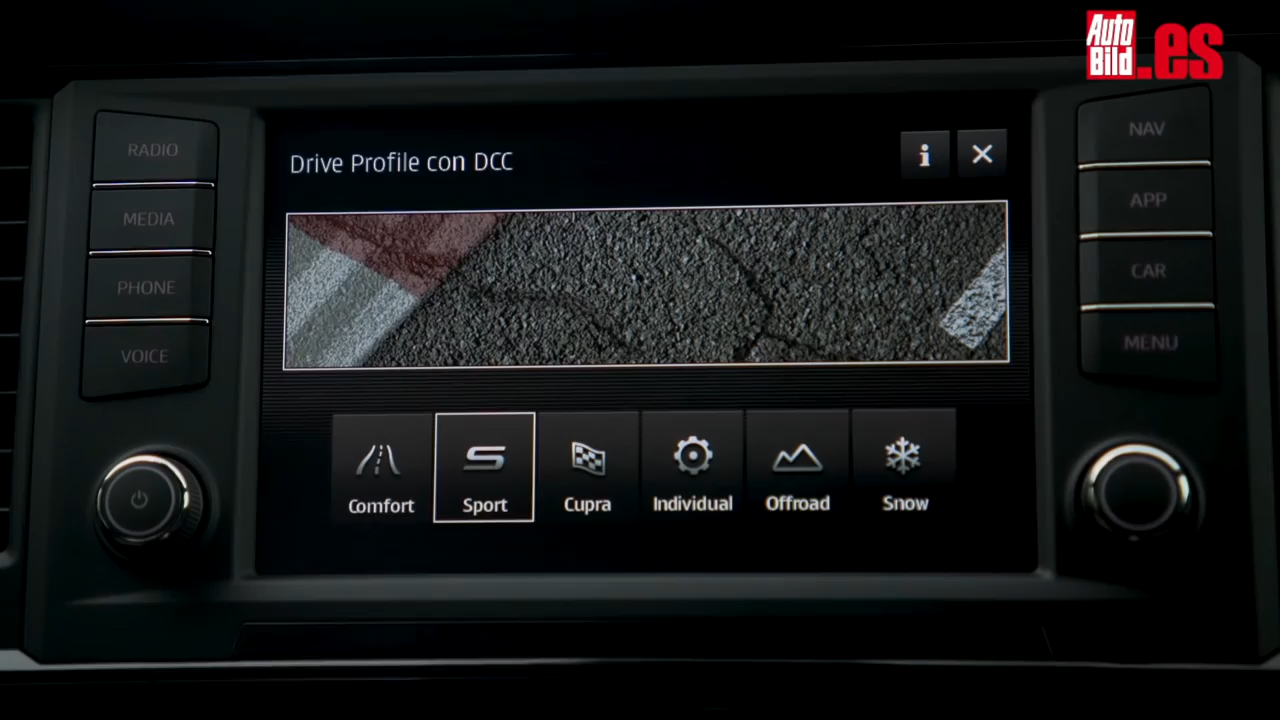 Auto
Bild
.es
RADIO
MEDIA
PHONE
VOICE
Drive Profile con DCC
i
Comfort
Sport
Cupra
Individual
Offroad
Snow
NAV
APP
CAR
MENU